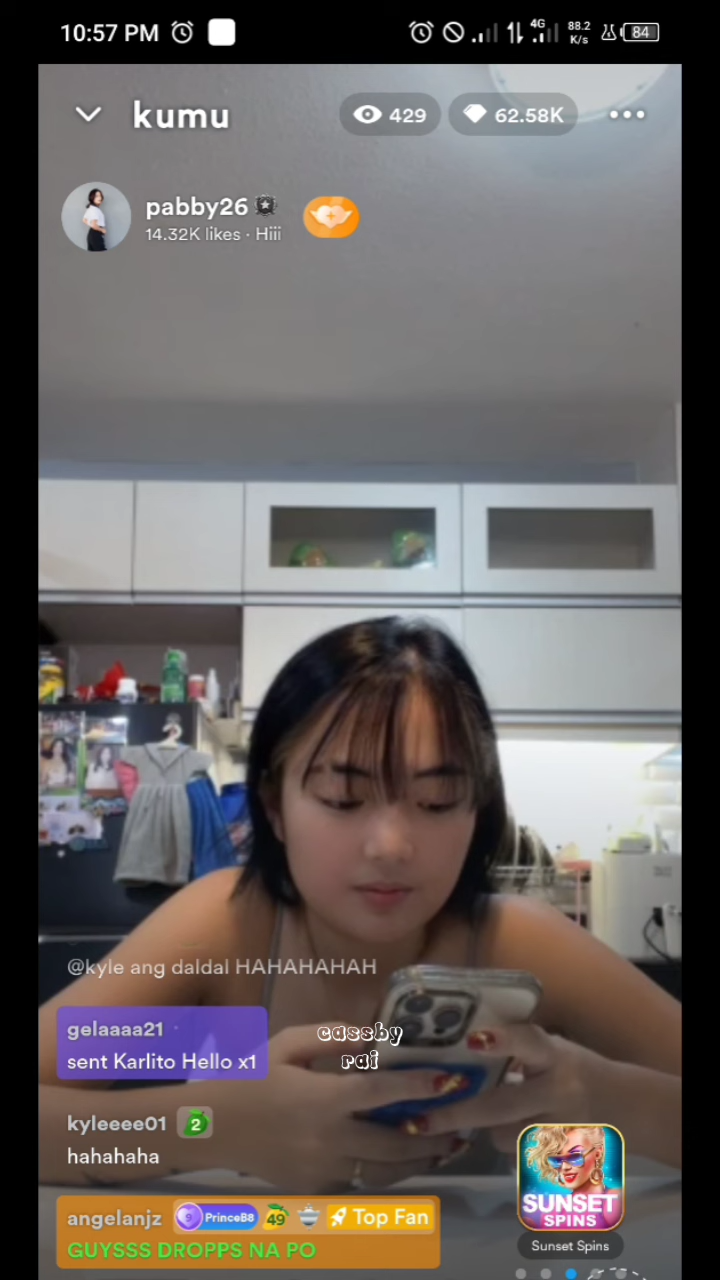 10:57 PM
4G
88.2
K/s
84
kumu
429
62.58K
pabby26
14.32K likes · Hiii
@kyle ang daldal HAHAHAHAH
gelaaaa21
sent Karlito Hello x1
cassby
rai
kyleeee01 2
hahahaha
angelanjz 9 PrinceB8 49 Top Fan
GUYSSS DROPPS NA PO
SUNSET
SPINS
Sunset Spins